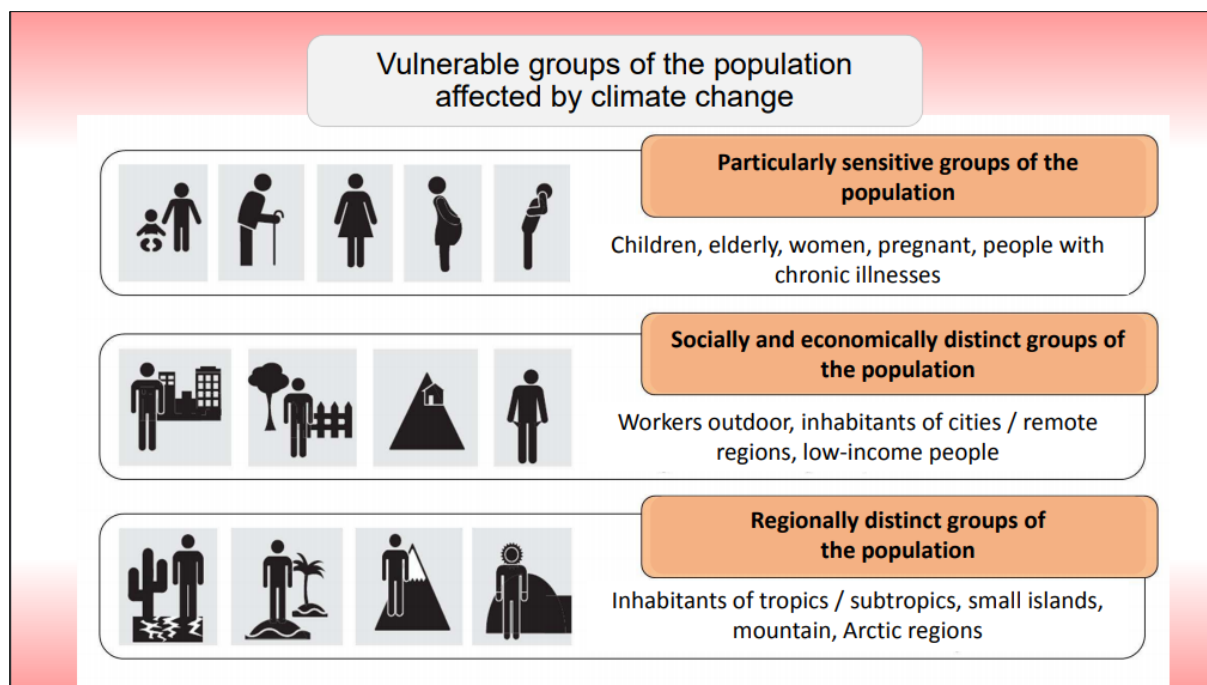 Vulnerable groups of the population
affected by climate change
Particularly sensitive groups of the
population
Children, elderly, women, pregnant, people with
chronic illnesses
Socially and economically distinct groups of
the population
Workers outdoor, inhabitants of cities / remote
regions, low-income people
Regionally distinct groups of
the population
Inhabitants of tropics / subtropics, small islands,
mountain, Arctic regions